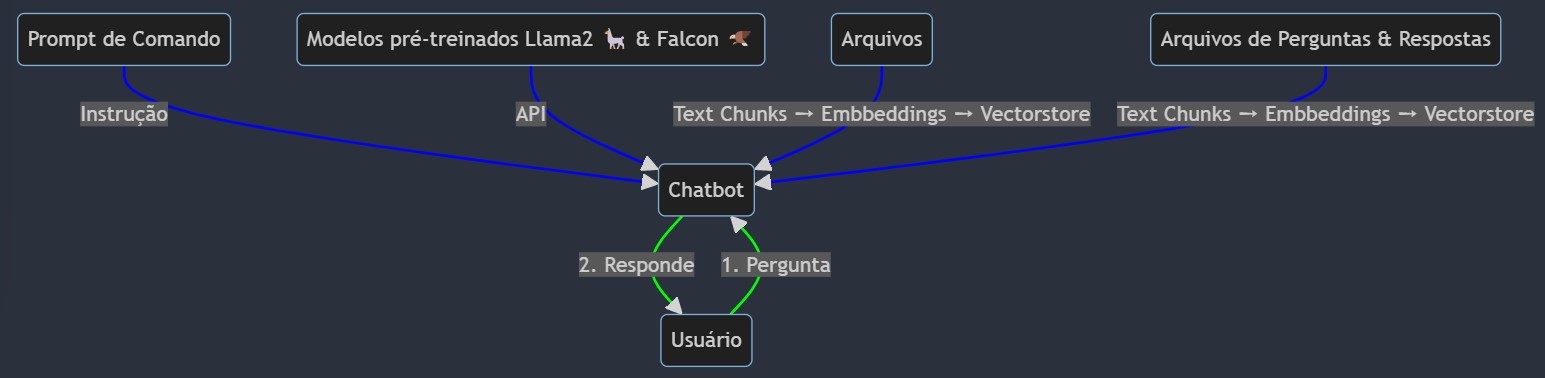 Prompt de Comando
Modelos pré-treinados Llama2 🦙 & Falcon 🦅
Arquivos
Arquivos de Perguntas & Respostas
Instrução
API
Text Chunks → Embbeddings → Vectorstore
Text Chunks → Embbeddings → Vectorstore
Chatbot
2. Responde
1. Pergunta
Usuário